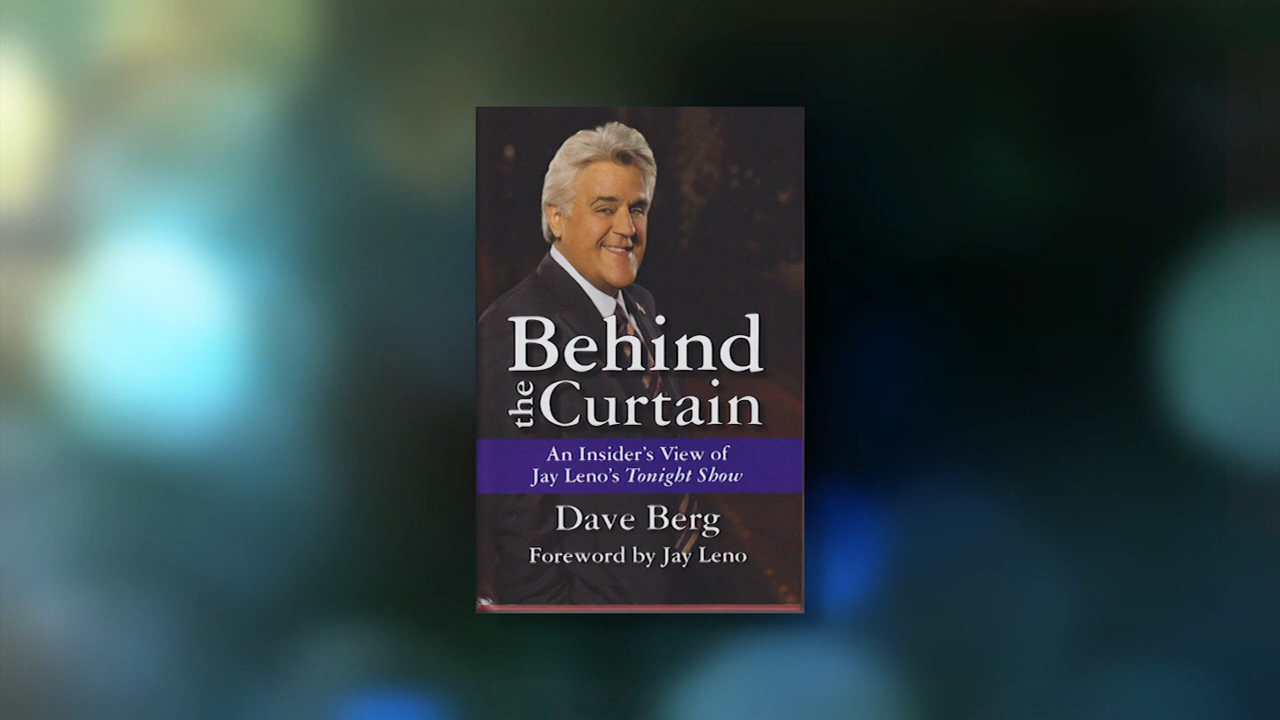 Behind
the Curtain
An Insider's View of
Jay Leno's Tonight Show
Dave Berg
Foreword by Jay Leno